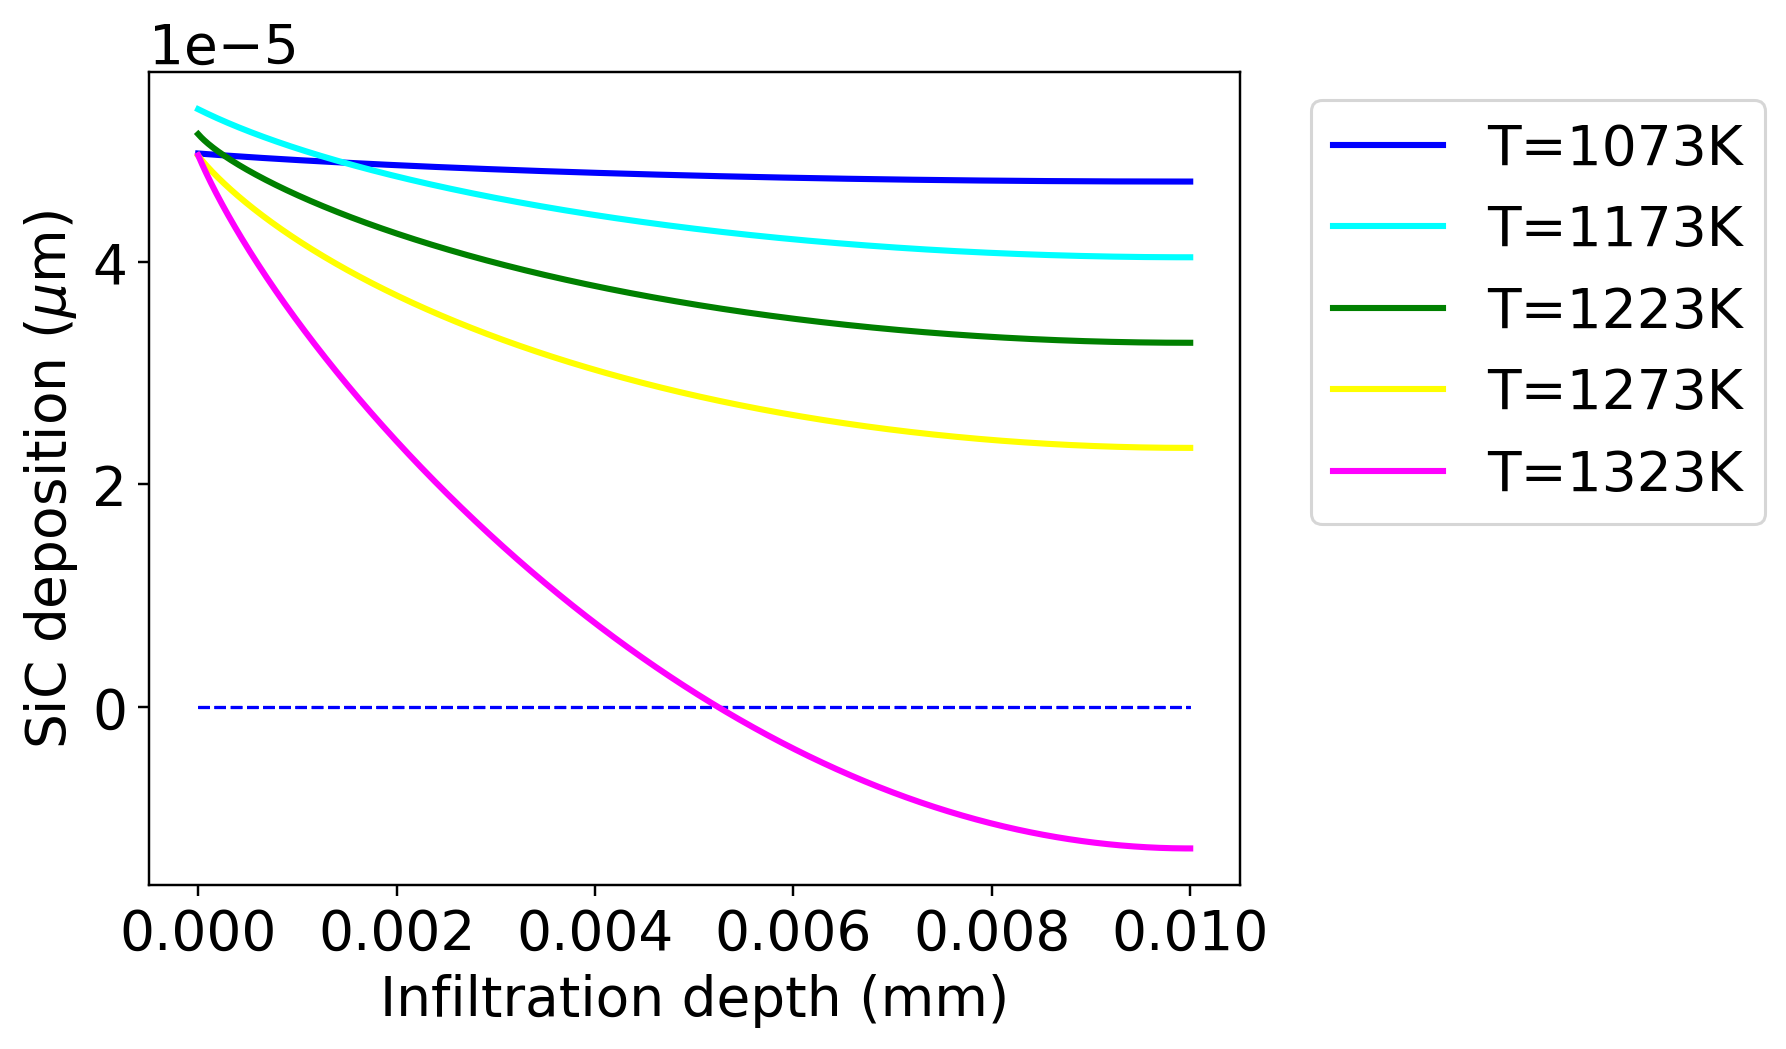 1e−5
SiC deposition (μm)
4
2
0
0.000 0.002 0.004 0.006 0.008 0.010
Infiltration depth (mm)
T=1073K
T=1173K
T=1223K
T=1273K
T=1323K